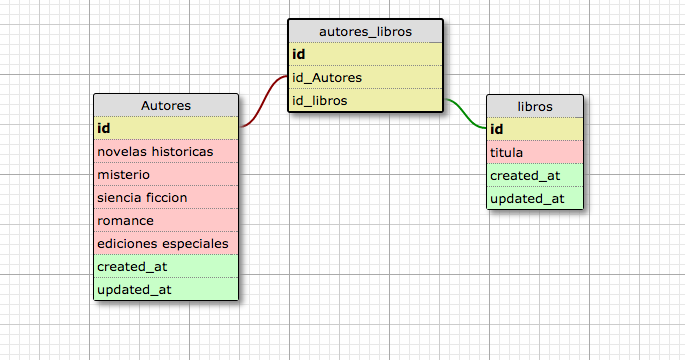 autores_libros
id
id_Autores
id_libros
Autores
id
novelas historicas
misterio
siencia ficcion
romance
ediciones especiales
created_at
updated_at
libros
id
titula
created_at
updated_at